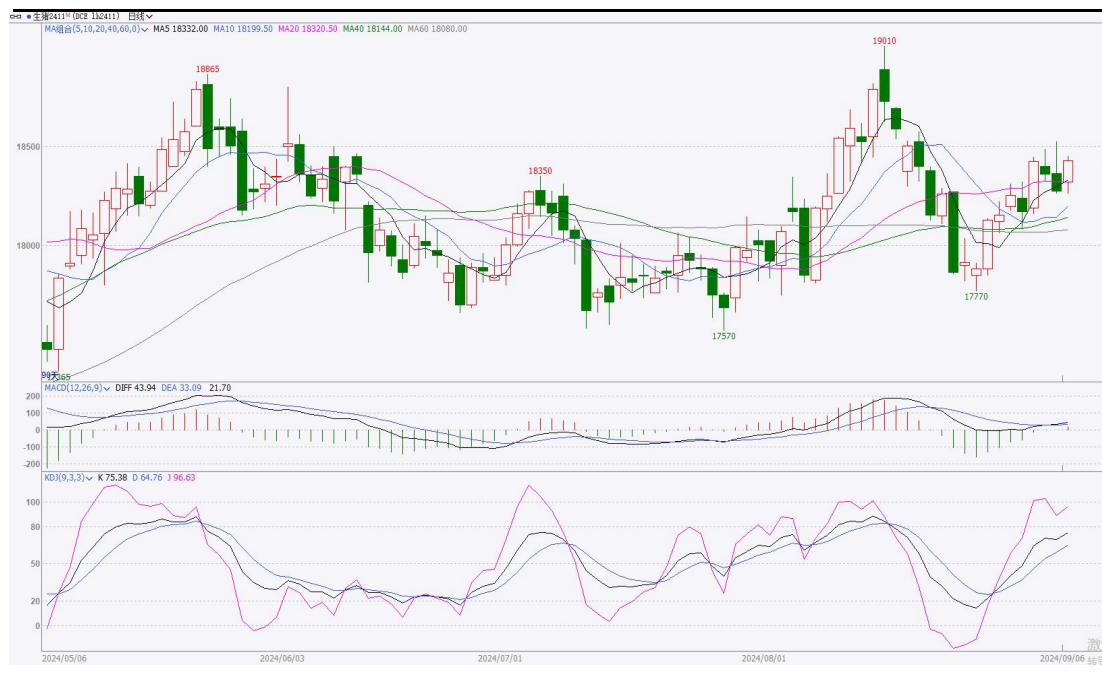 生猪2411M (DCE lh2411) 日线
MA组合(5,10,20,40,60,0) MA5 18332.00 MA10 18199.50 MA20 18320.50 MA40 18144.00 MA60 18080.00
19010
18865
18500
18350
18000
17770
17570
MACD(12,26,9) DIFF 43.94 DEA 33.09 21.70
200
100
0
-100
-200
KDJ(9,3,3) K 75.38 D 64.76 J 96.63
100
80
50
20
0
激
2024/05/06 2024/06/03 2024/07/01 2024/08/01 2024/09/06